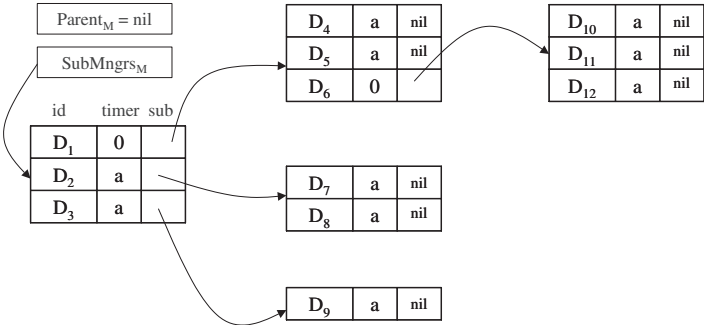 Parent_M = nil
SubMngrs_M
id timer sub
D_1 0
D_2 a
D_3 a
D_4 a nil
D_5 a nil
D_6 0
D_7 a nil
D_8 a nil
D_9 a nil
D_10 a nil
D_11 a nil
D_12 a nil